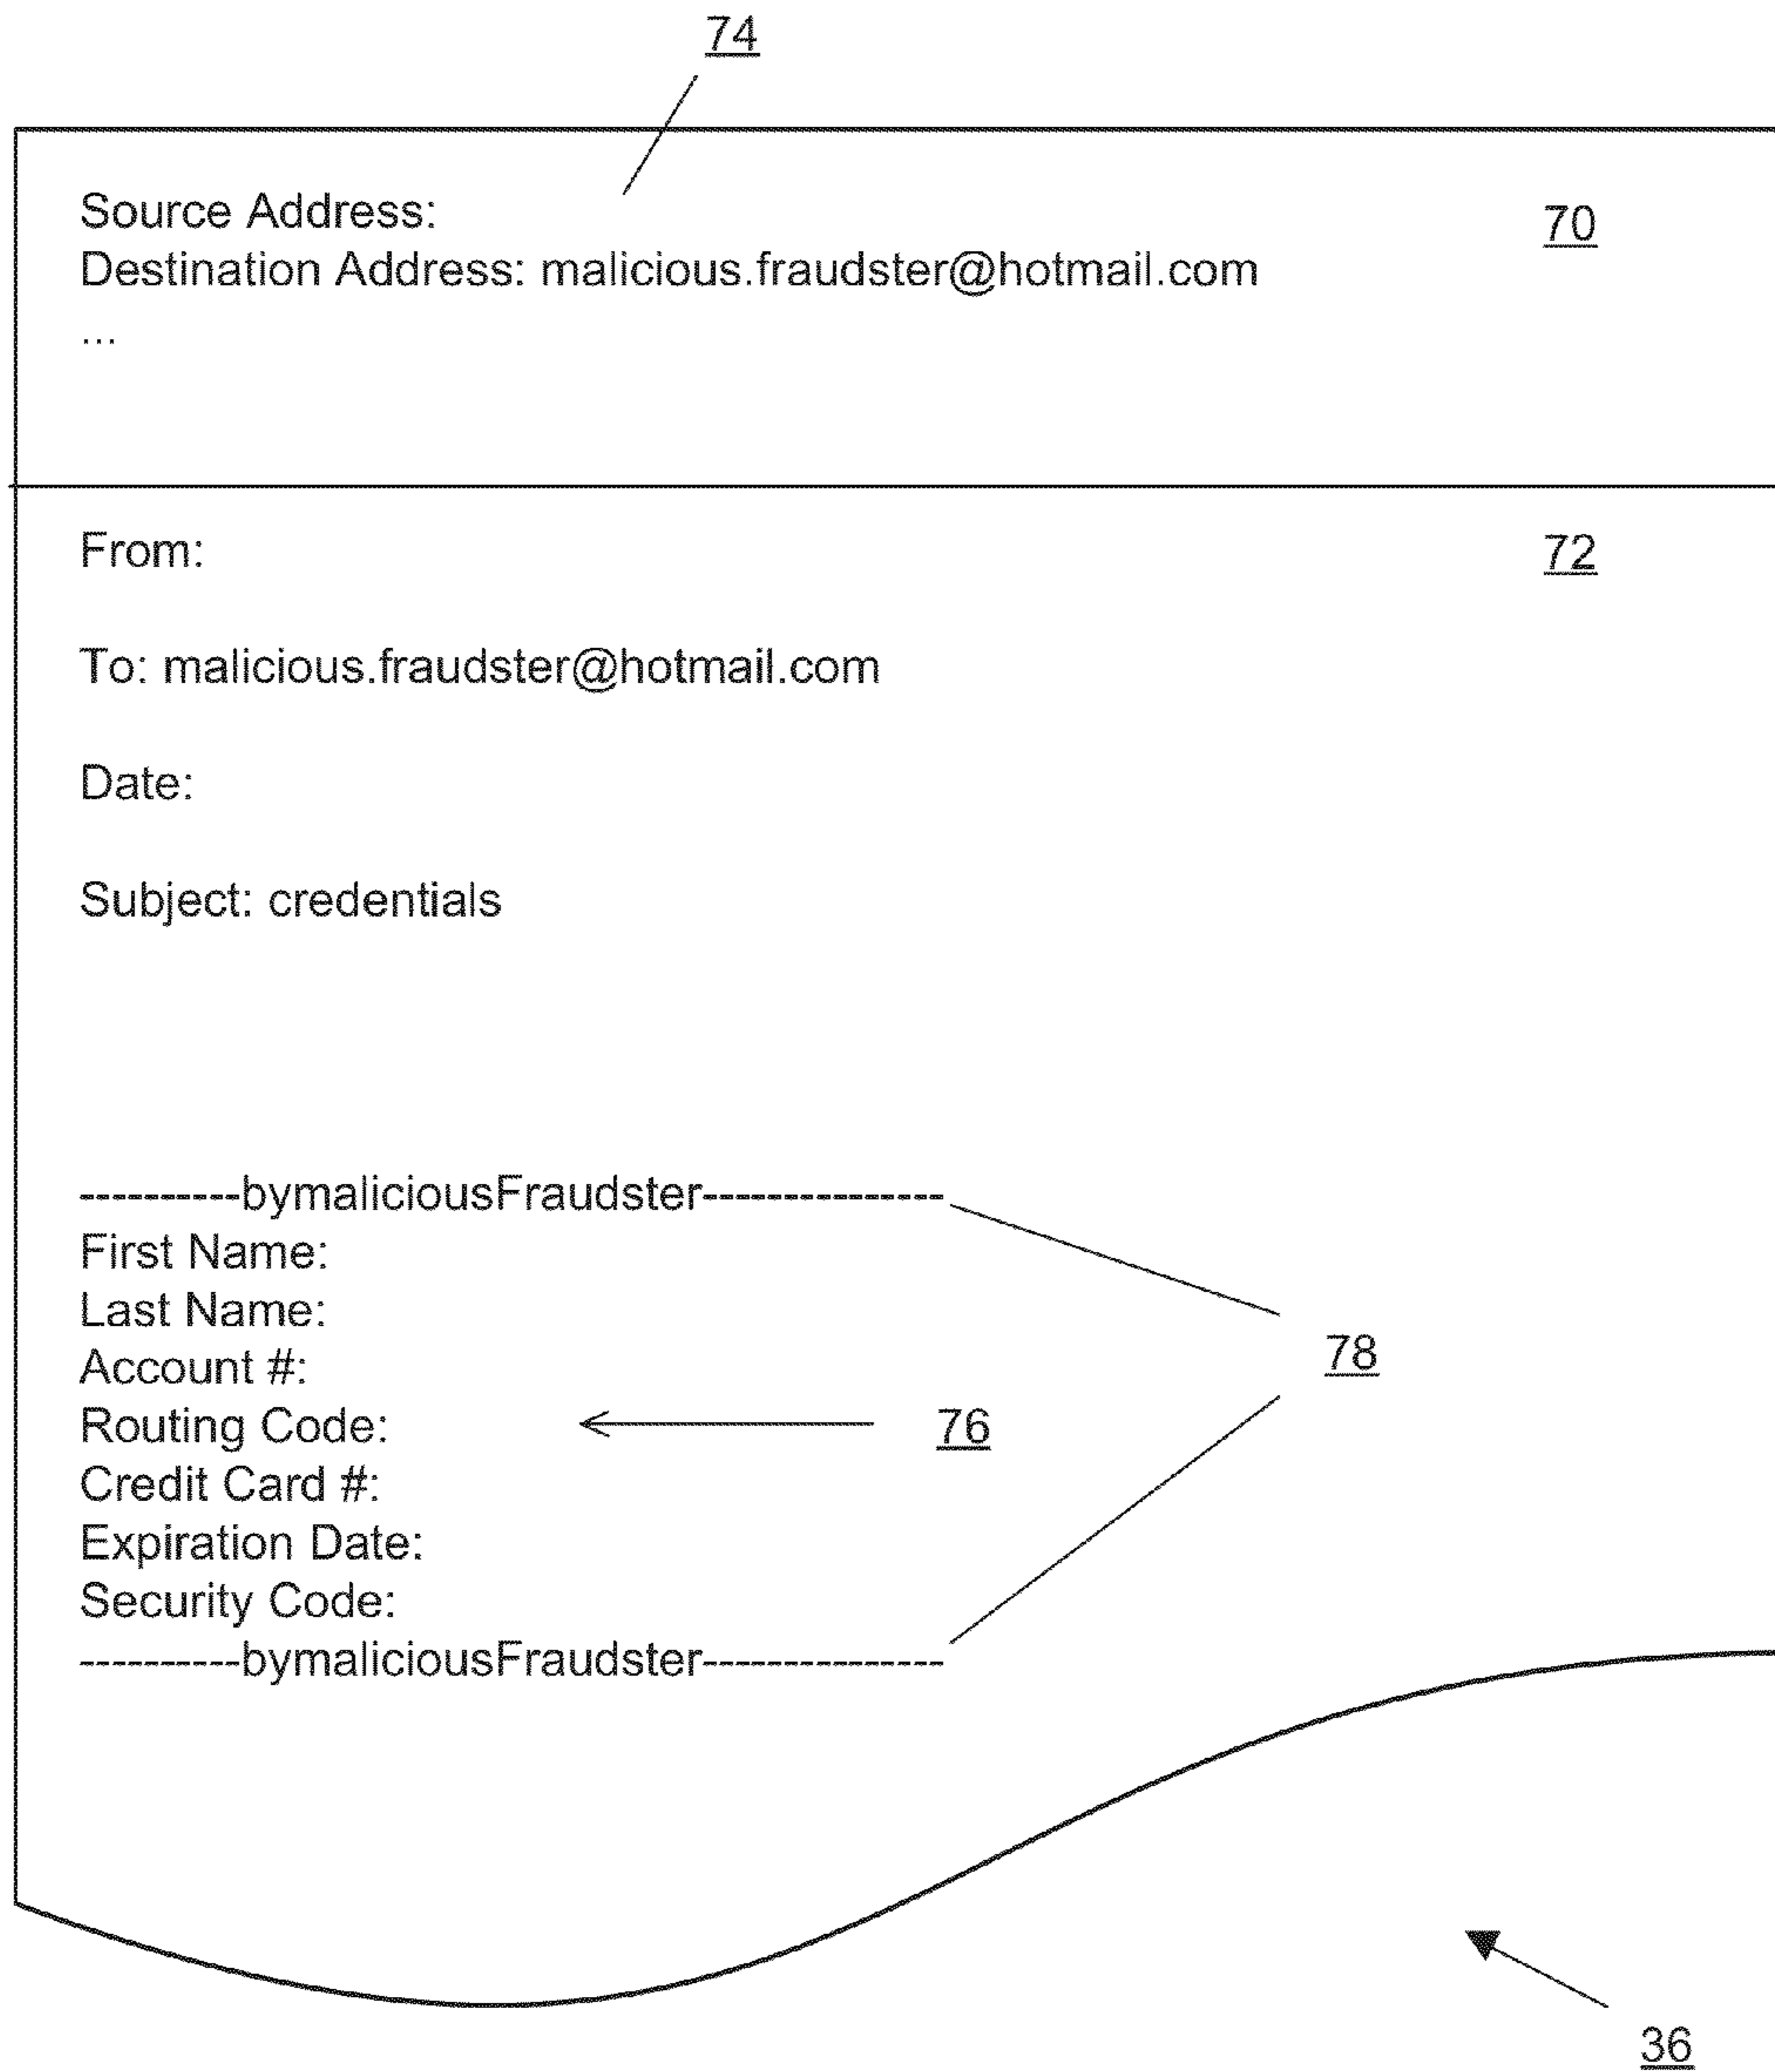 74
Source Address:
70
Destination Address: malicious.fraudster@hotmail.com
...
From:
72
To: malicious.fraudster@hotmail.com
Date:
Subject: credentials
----------bymaliciousFraudster---------------
First Name:
Last Name:
Account #:
78
Routing Code:
76
Credit Card #:
Expiration Date:
Security Code:
----------bymaliciousFraudster---------------
36